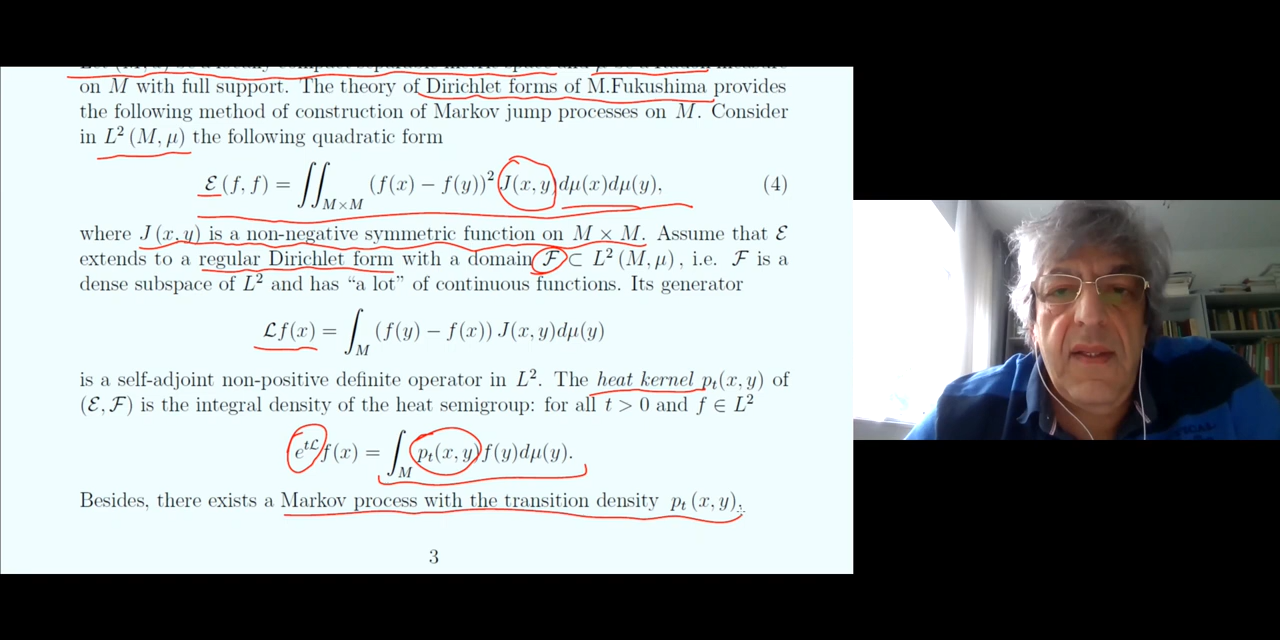 on M with full support. The theory of Dirichlet forms of M.Fukushima provides
the following method of construction of Markov jump processes on M. Consider
in L² (M, μ) the following quadratic form
ℰ (f, f) = ∬_{M×M} (f(x) − f(y))² J(x, y)dμ(x)dμ(y), (4)
where J (x, y) is a non-negative symmetric function on M × M. Assume that ℰ
extends to a regular Dirichlet form with a domain ℱ ⊂ L² (M, μ) , i.e. ℱ is a
dense subspace of L² and has “a lot” of continuous functions. Its generator
ℒf(x) = ∫_M (f(y) − f(x)) J(x, y)dμ(y)
is a self-adjoint non-positive definite operator in L². The heat kernel p_t(x, y) of
(ℰ, ℱ) is the integral density of the heat semigroup: for all t > 0 and f ∈ L²
e^{tℒ} f(x) = ∫_M p_t(x, y) f(y)dμ(y).
Besides, there exists a Markov process with the transition density p_t (x, y).
3